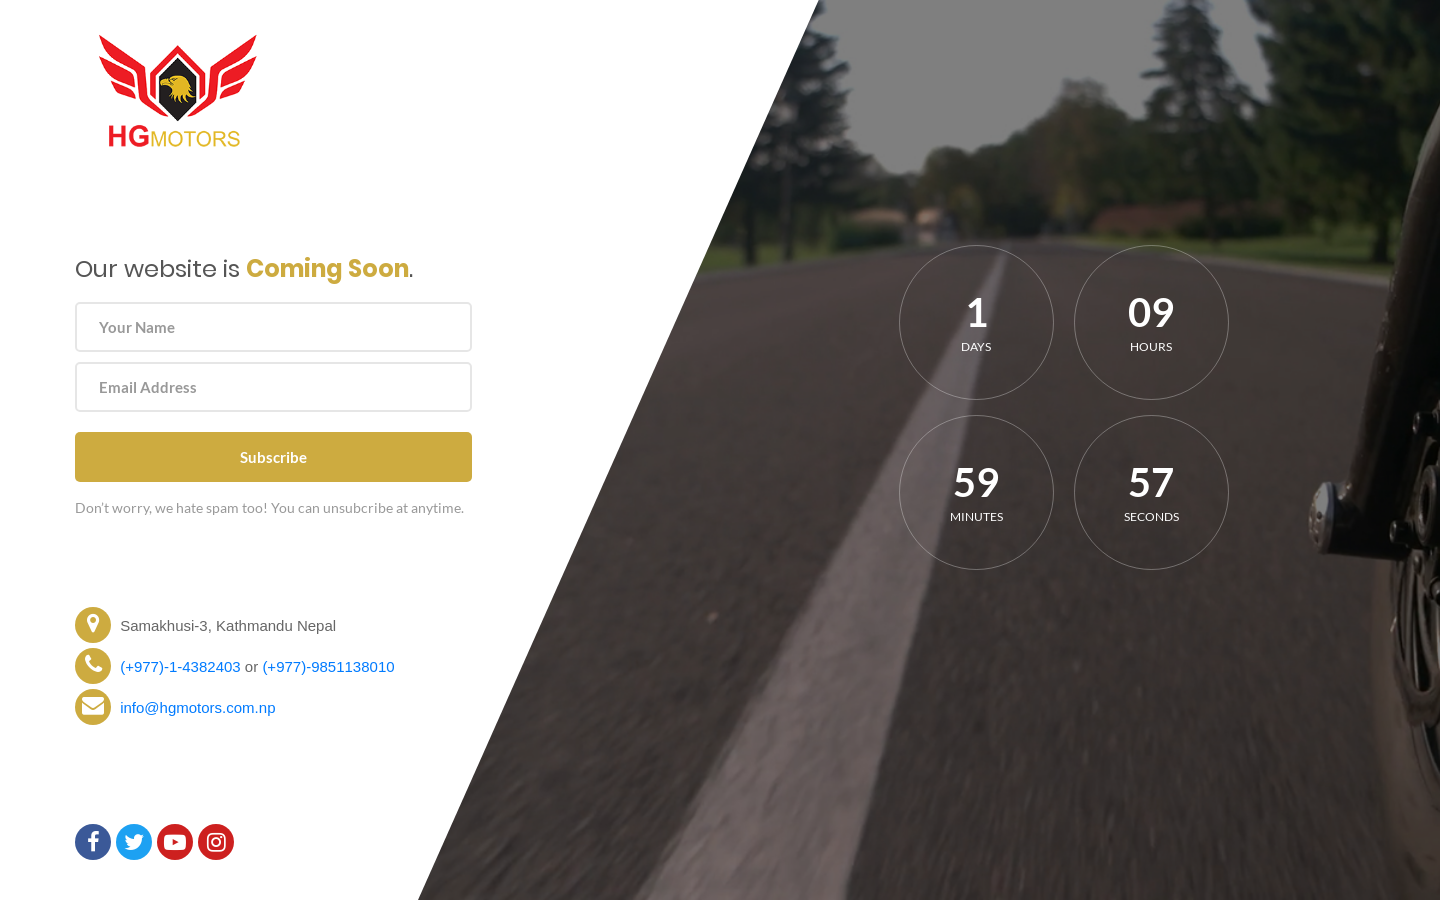 HGMOTORS
Our website is Coming Soon.
Your Name
Email Address
Subscribe
Don't worry, we hate spam too! You can unsubcribe at anytime.
Samakhusi-3, Kathmandu Nepal
(+977)-1-4382403 or (+977)-9851138010
info@hgmotors.com.np
1
DAYS
09
HOURS
59
MINUTES
57
SECONDS